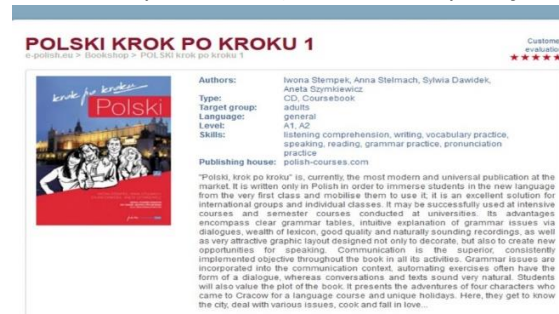 POLSKI KROK PO KROKU 1
e-polish.eu > Bookshop > POLSKI krok po kroku 1
Custome
evaluation
krok po kroku
Polski
Authors: Iwona Stempek, Anna Stelmach, Sylwia Dawidek,
Aneta Szymkiewicz
Type: CD, Coursebook
Target group: adults
Language: general
Level: A1, A2
Skills: listening comprehension, writing, vocabulary practice,
speaking, reading, grammar practice, pronunciation
practice
Publishing house: polish-courses.com
"Polski, krok po kroku" is, currently, the most modern and universal publication at the
market. It is written only in Polish in order to immerse students in the new language
from the very first class and mobilise them to use it; it is an excellent solution for
international groups and individual classes. It may be successfully used at intensive
courses and semester courses conducted at universities. Its advantages
encompass clear grammar tables, intuitive explanation of grammar issues via
dialogues, wealth of lexicon, good quality and naturally sounding recordings, as well
as very attractive graphic layout designed not only to decorate, but also to create new
opportunities for speaking. Communication is the superior, consistently
implemented objective throughout the book in all its activities. Grammar issues are
incorporated into the communication context, automating exercises often have the
form of a dialogue, whereas conversations and texts sound very natural. Students
will also value the plot of the book. It presents the adventures of four characters who
came to Cracow for a language course and unique holidays. Here, they get to know
the city, deal with various issues, cook and fall in love...